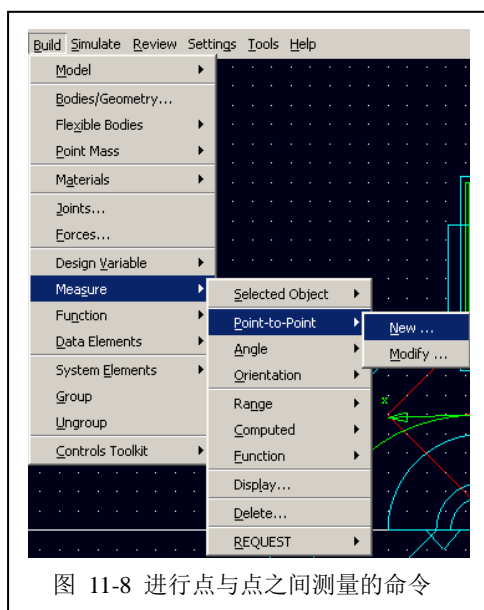 Build Simulate Review Settings Tools Help
Model
Bodies/Geometry...
Flexible Bodies
Point Mass
Materials
Joints...
Forces...
Design Variable
Measure
Function
Data Elements
System Elements
Group
Ungroup
Controls Toolkit
Selected Object
Point-to-Point
Angle
Orientation
Range
Computed
Function
Display...
Delete...
REQUEST
New ...
Modify ...
x
图 11-8 进行点与点之间测量的命令